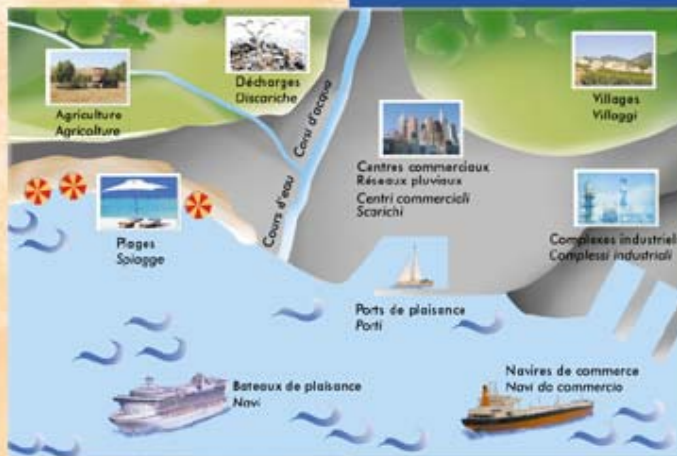 Agriculture
Agricolture
Décharges
Discariche
Corsi d'acqua
Cours d'eau
Villages
Villaggi
Centres commerciaux
Réseaux pluviaux
Centri commerciali
Scarichi
Complexes industriel
Complessi industriali
Plages
Spiagge
Ports de plaisance
Porti
Bateaux de plaisance
Navi
Navires de commerce
Navi da commercio